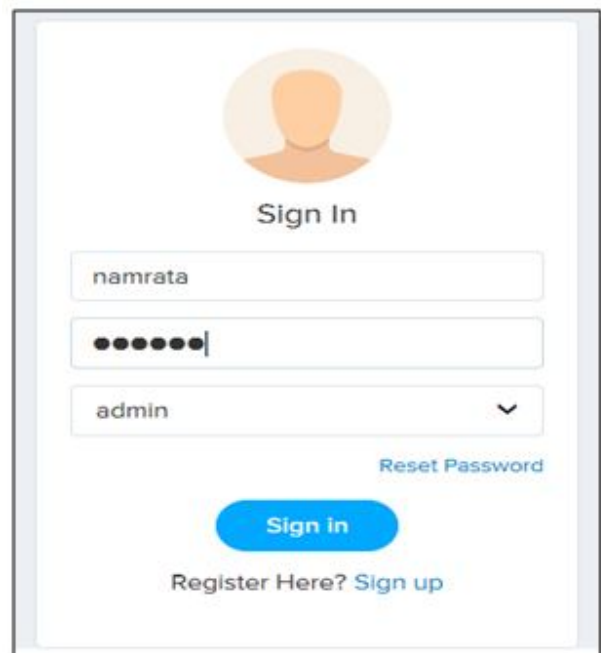 Sign In
namrata
●●●●●●
admin
Reset Password
Sign in
Register Here? Sign up